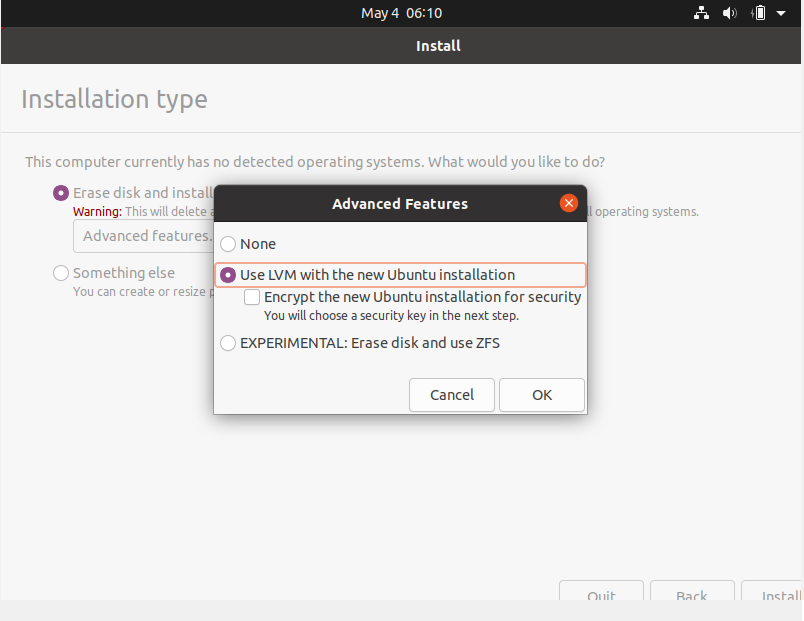 May 4 06:10
Install
Installation type
This computer currently has no detected operating systems. What would you like to do?
Erase disk and install
Warning: This will delete
operating systems.
Advanced features.
Something else
You can create or resize
Advanced Features
None
Use LVM with the new Ubuntu installation
Encrypt the new Ubuntu installation for security
You will choose a security key in the next step.
EXPERIMENTAL: Erase disk and use ZFS
Cancel
OK
Quit
Back
Install